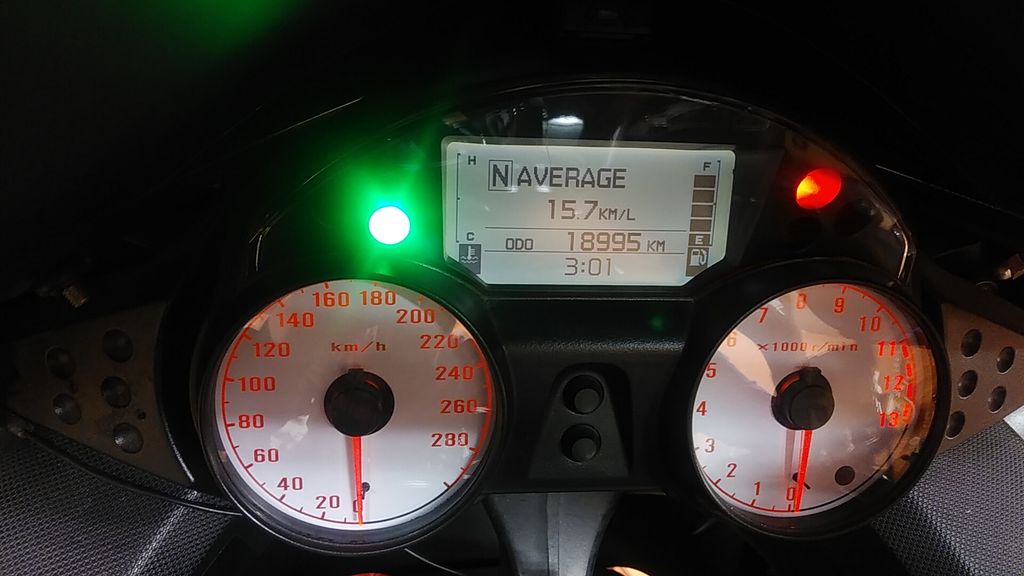 H F
N AVERAGE
15.7 KM/L
C E
ODO 18995 KM
3:01
160 180
140 200
120 220
100 240
80 260
60 280
40
20
0
km/h
8 9
7 10
6 11
5 12
4 13
3
2
1
0
×1000r/min